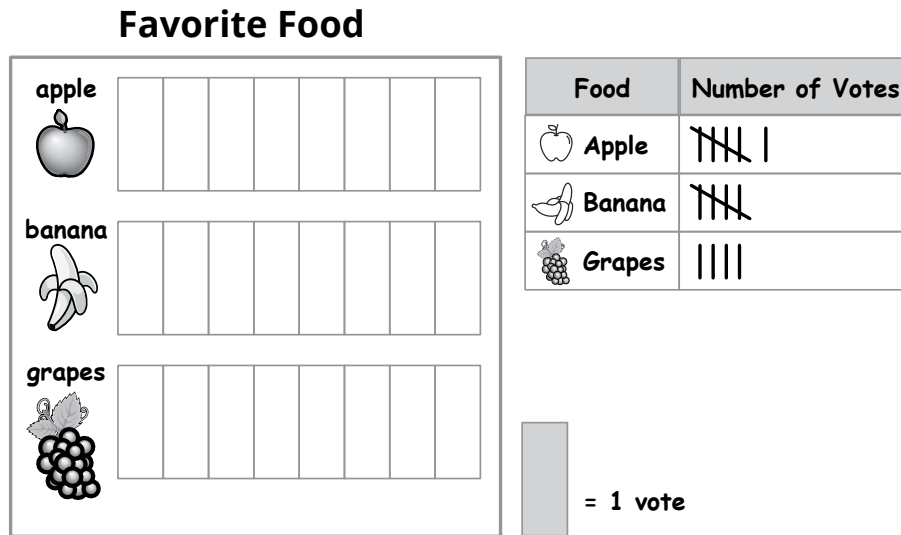 Favorite Food
apple
banana
grapes
Food Number of Votes
Apple
Banana
Grapes
= 1 vote